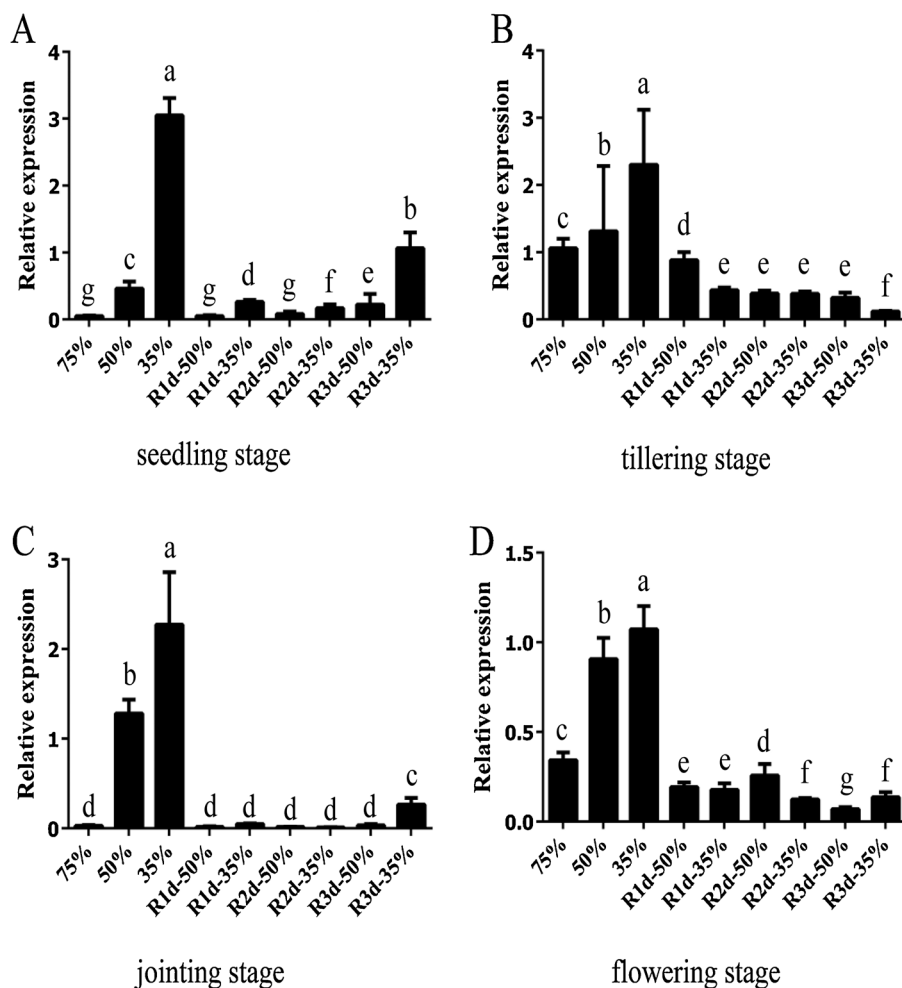 A
Relative expression
4
3
2
1
0
g
c
a
g
d
g
f
e
b
75%
50%
35%
R1d-50%
R1d-35%
R2d-50%
R2d-35%
R3d-50%
R3d-35%
seedling stage
B
Relative expression
4
3
2
1
0
c
b
a
d
e
e
e
e
f
75%
50%
35%
R1d-50%
R1d-35%
R2d-50%
R2d-35%
R3d-50%
R3d-35%
tillering stage
C
Relative expression
3
2
1
0
d
b
a
d
d
d
d
d
c
75%
50%
35%
R1d-50%
R1d-35%
R2d-50%
R2d-35%
R3d-50%
R3d-35%
jointing stage
D
Relative expression
1.5
1.0
0.5
0.0
c
b
a
e
e
d
f
g
f
75%
50%
35%
R1d-50%
R1d-35%
R2d-50%
R2d-35%
R3d-50%
R3d-35%
flowering stage